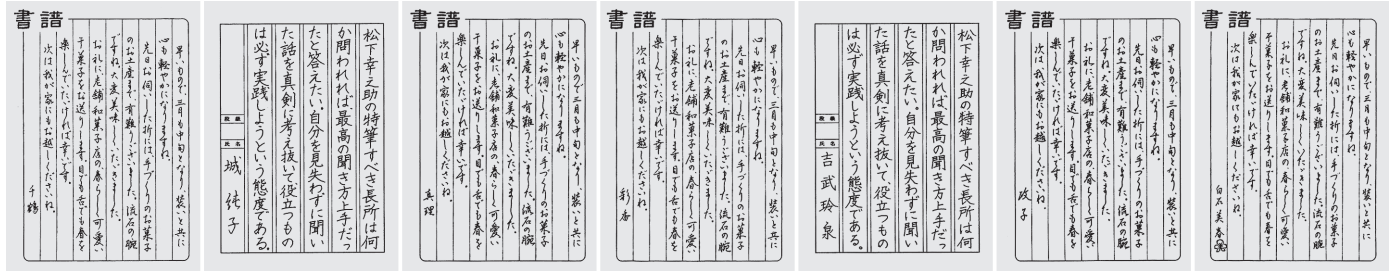 書譜
早いもので、三月も中旬となり、装いと共に
心も軽やかになりますね。
先日お伺いした折には、手づくりのお菓子
のお土産まで、有難うございました。流石の腕
ですね。大変美味しくいただきました。
お礼に、老舗和菓子店の春らしく可愛い
干菓子をお送りします。目でも舌でも春を
楽しんでいただければ幸いです。
次は我が家にもお越しくださいね。
千鶴
松下幸之助の特筆すべき長所は何
か問われれば、最高の聞き方上手だっ
たと答えたい。自分を見失わずに聞い
た話を真剣に考え抜いて、役立つもの
は必ず実践しようという態度である。
段級
氏名 城純子
書譜
早いもので、三月も中旬となり、装いと共に
心も軽やかになりますね。
先日お伺いした折には、手づくりのお菓子
のお土産まで、有難うございました。流石の腕
ですね。大変美味しくいただきました。
お礼に、老舗和菓子店の春らしく可愛い
干菓子をお送りします。目でも舌でも春を
楽しんでいただければ幸いです。
次は我が家にもお越しくださいね。
真理
書譜
早いもので、三月も中旬となり、装いと共に
心も軽やかになりますね。
先日お伺いした折には、手づくりのお菓子
のお土産まで、有難うございました。流石の腕
ですね。大変美味しくいただきました。
お礼に、老舗和菓子店の春らしく可愛い
干菓子をお送りします。目でも舌でも春を
楽しんでいただければ幸いです。
次は我が家にもお越しくださいね。
彩香
松下幸之助の特筆すべき長所は何
か問われれば、最高の聞き方上手だっ
たと答えたい。自分を見失わずに聞い
た話を真剣に考え抜いて、役立つもの
は必ず実践しようという態度である。
段級
氏名 吉武玲泉
書譜
早いもので、三月も中旬となり、装いと共に
心も軽やかになりますね。
先日お伺いした折には、手づくりのお菓子
のお土産まで、有難うございました。流石の腕
ですね。大変美味しくいただきました。
お礼に、老舗和菓子店の春らしく可愛い
干菓子をお送りします。目でも舌でも春を
楽しんでいただければ幸いです。
次は我が家にもお越しくださいね。
政子
書譜
早いもので、三月も中旬となり、装いと共に
心も軽やかになりますね。
先日お伺いした折には、手づくりのお菓子
のお土産まで、有難うございました。流石の腕
ですね。大変美味しくいただきました。
お礼に、老舗和菓子店の春らしく可愛い
干菓子をお送りします。目でも舌でも春を
楽しんでいただければ幸いです。
次は我が家にもお越しくださいね。
白石美春